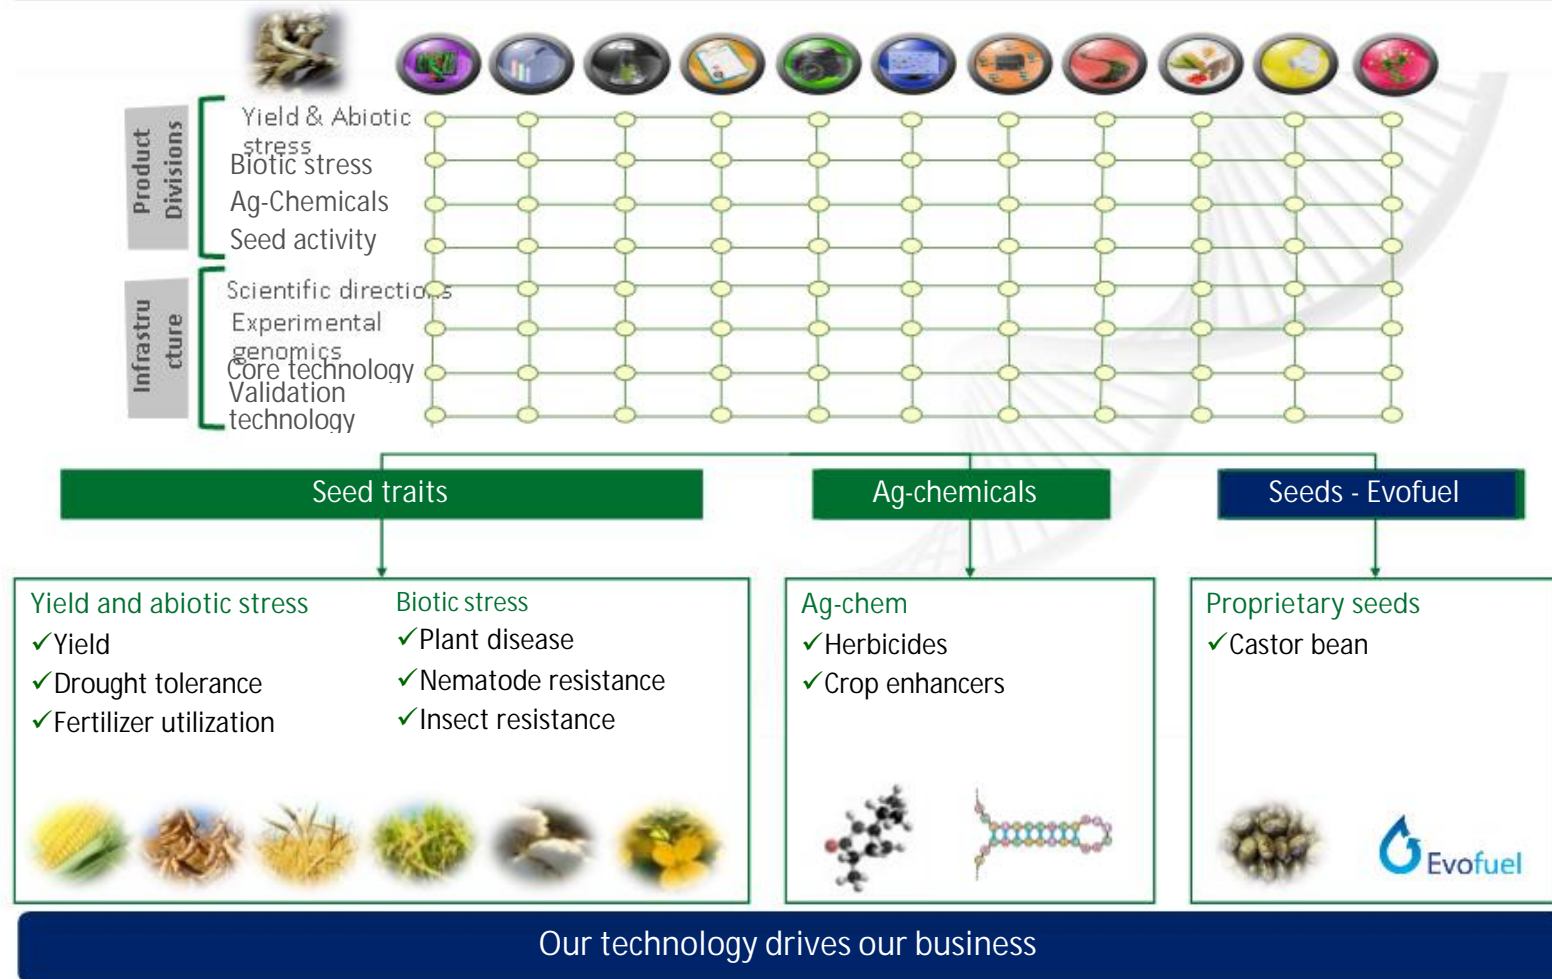 Product
Divisions
Yield & Abiotic
stress
Biotic stress
Ag-Chemicals
Seed activity
Infrastru
cture
Scientific directions
Experimental
genomics
Core technology
Validation
technology
Seed traits
Ag-chemicals
Seeds - Evofuel
Yield and abiotic stress
✓Yield
✓Drought tolerance
✓Fertilizer utilization
Biotic stress
✓Plant disease
✓Nematode resistance
✓Insect resistance
Ag-chem
✓Herbicides
✓Crop enhancers
Proprietary seeds
✓Castor bean
Evofuel
Our technology drives our business